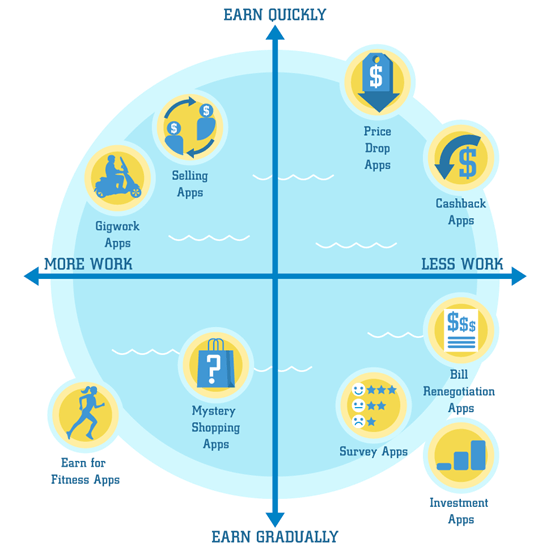 EARN QUICKLY
$
Price
Drop
Apps
$
$
Selling
Apps
$
Cashback
Apps
Gigwork
Apps
MORE WORK
LESS WORK
$$$
Bill
Renegotiation
Apps
?
Mystery
Shopping
Apps
Survey Apps
Earn for
Fitness Apps
Investment
Apps
EARN GRADUALLY